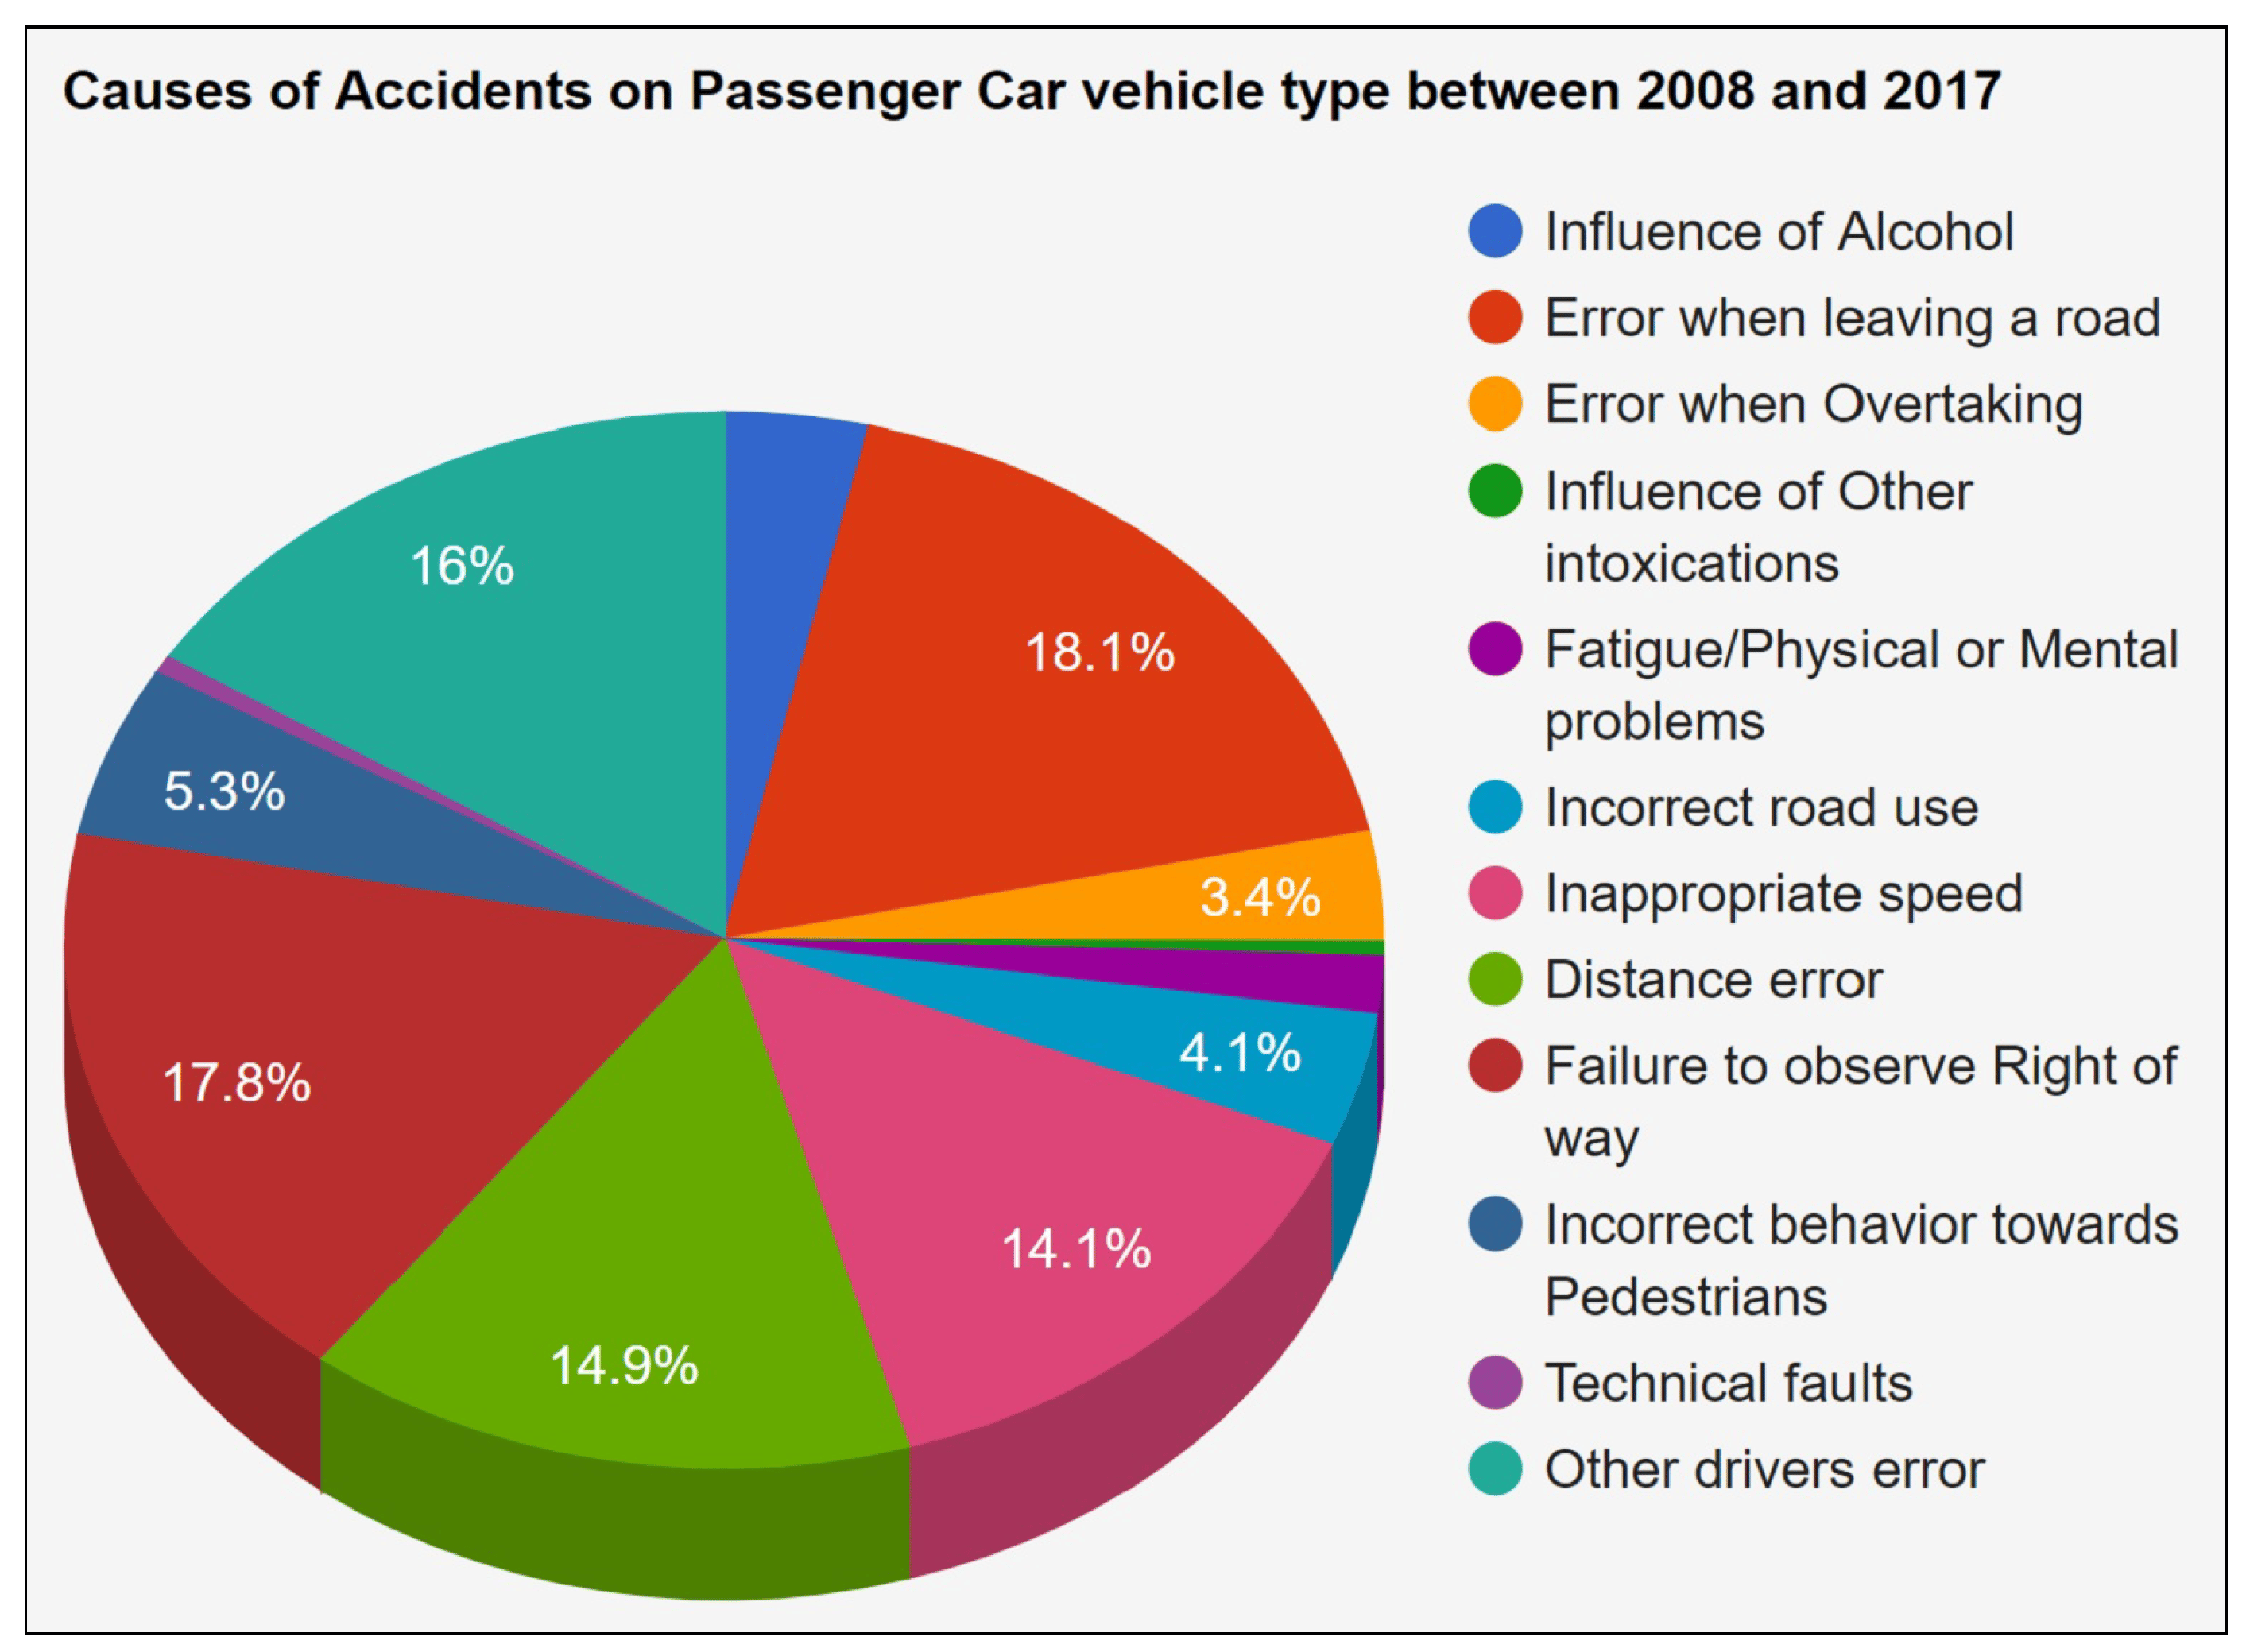 Causes of Accidents on Passenger Car vehicle type between 2008 and 2017
Influence of Alcohol
Error when leaving a road
Error when Overtaking
Influence of Other
intoxications
Fatigue/Physical or Mental
problems
Incorrect road use
Inappropriate speed
Distance error
Failure to observe Right of
way
Incorrect behavior towards
Pedestrians
Technical faults
Other drivers error
16%
18.1%
5.3%
3.4%
4.1%
17.8%
14.1%
14.9%